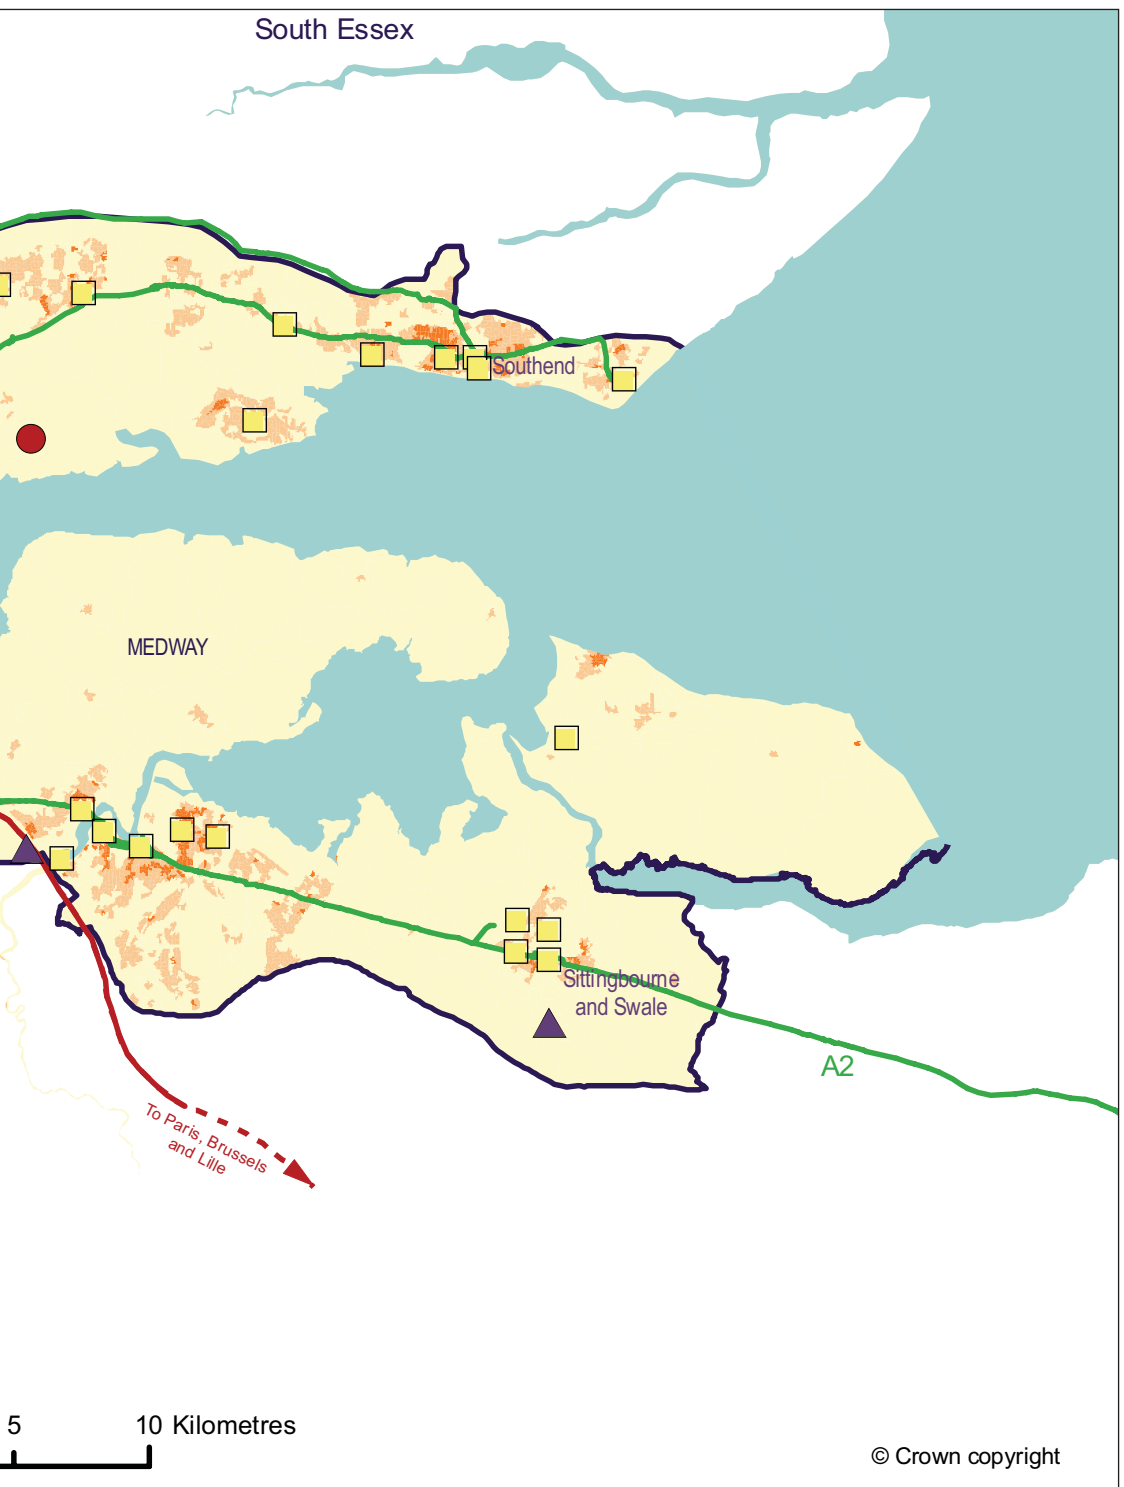 South Essex
Southend
MEDWAY
Sittingbourne
and Swale
A2
To Paris, Brussels
and Lille
5 10 Kilometres
© Crown copyright